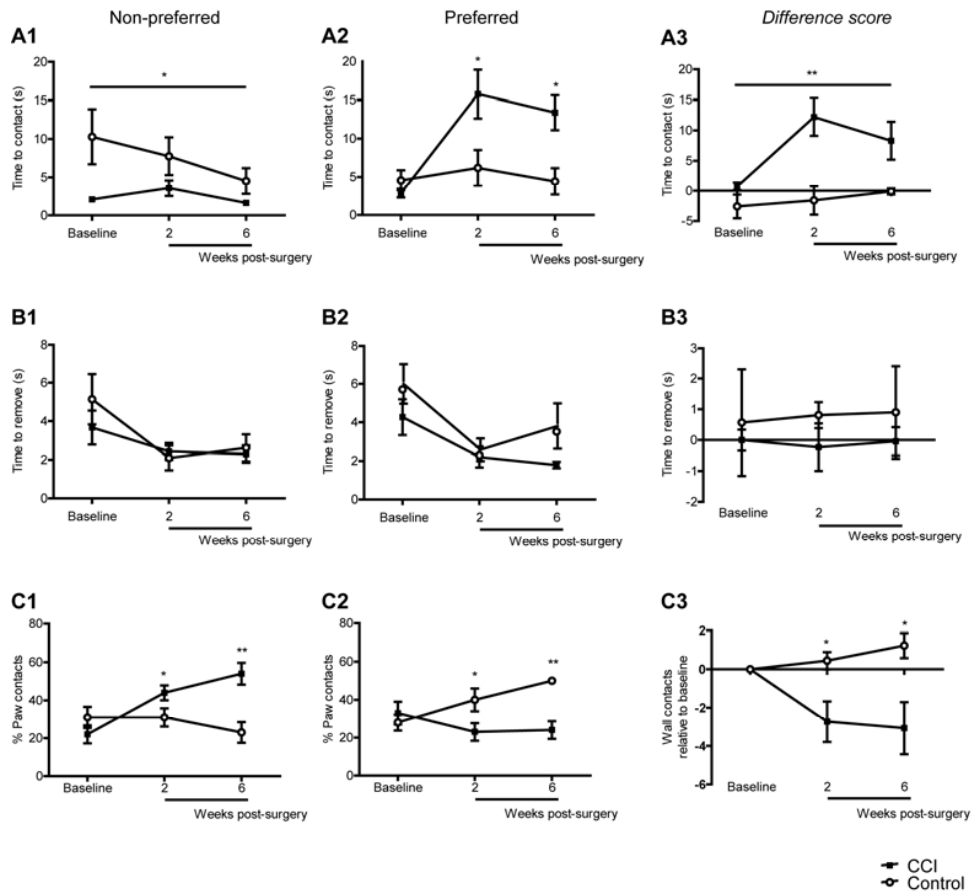 Non-preferred
Preferred
Difference score
A1
Time to contact (s)
20
15
10
5
0
*
Baseline
2
6
Weeks post-surgery
A2
Time to contact (s)
20
15
10
5
0
*
*
Baseline
2
6
Weeks post-surgery
A3
Time to contact (s)
20
15
10
5
0
-5
**
Baseline
2
6
Weeks post-surgery
B1
Time to remove (s)
8
6
4
2
0
Baseline
2
6
Weeks post-surgery
B2
Time to remove (s)
8
6
4
2
0
Baseline
2
6
Weeks post-surgery
B3
Time to remove (s)
3
2
1
0
-1
-2
Baseline
2
6
Weeks post-surgery
C1
% Paw contacts
80
60
40
20
0
*
**
Baseline
2
6
Weeks post-surgery
C2
% Paw contacts
80
60
40
20
0
*
**
Baseline
2
6
Weeks post-surgery
C3
Wall contacts
relative to baseline
2
0
-2
-4
-6
*
*
Baseline
2
6
Weeks post-surgery
CCI
Control